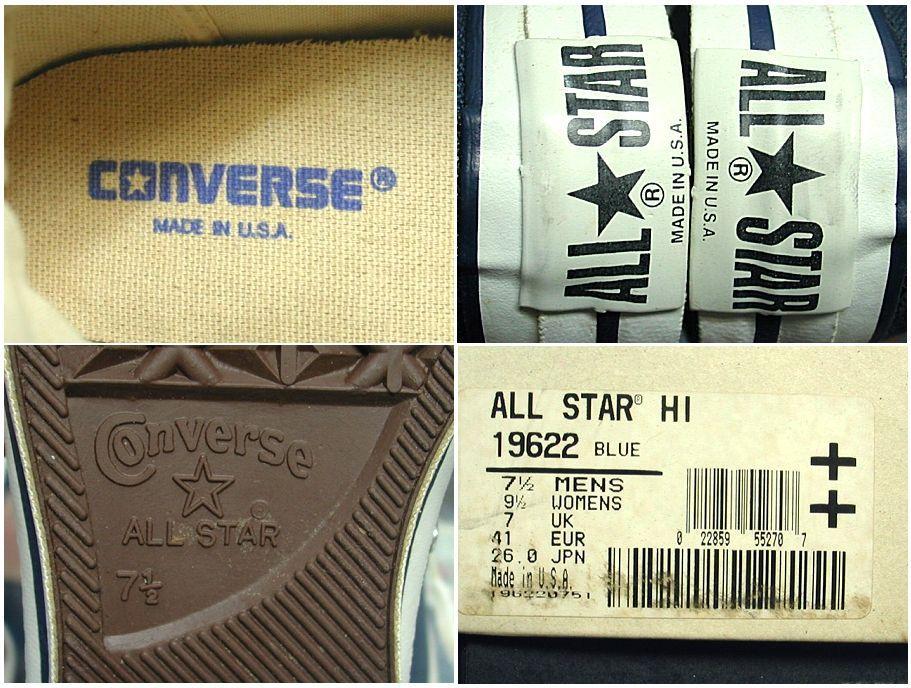 CONVERSE®
MADE IN U.S.A.
ALL ★ STAR
®
MADE IN U.S.A.
ALL ★ STAR
®
MADE IN U.S.A.
Converse
®
ALL STAR
7½
ALL STAR® HI
19622 BLUE
7½ MENS
9½ WOMENS
7 UK
41 EUR
26.0 JPN
Made in U.S.A.
196220751
++
0 22859 55270 7